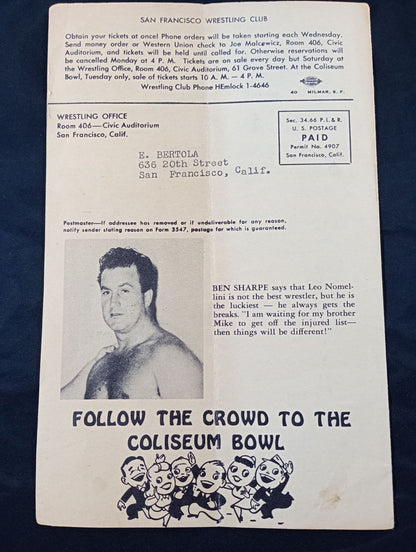 SAN FRANCISCO WRESTLING CLUB
Obtain your tickets at once! Phone orders will be taken starting each Wednesday.
Send money order or Western Union check to Joe Malcewicz, Room 406, Civic
Auditorium, and tickets will be held until called for. Otherwise reservations will
be cancelled Monday at 4 P. M. Tickets are on sale every day but Saturday at
the Wrestling Office, Room 406, Civic Auditorium, 61 Grove Street. At the Coliseum
Bowl, Tuesday only, sale of tickets starts 10 A. M. — 4 P. M.
Wrestling Club Phone HEmlock 1-4646
40 MILMAR, S. F.
WRESTLING OFFICE
Room 406—Civic Auditorium
San Francisco, Calif.
Sec. 34.66 P. L. & R.
U. S. POSTAGE
PAID
Permit No. 4907
San Francisco, Calif.
E. BERTOLA
636 20th Street
San Francisco, Calif.
Postmaster—If addressee has removed or if undeliverable for any reason,
notify sender stating reason on Form 3547, postage for which is guaranteed.
BEN SHARPE says that Leo Nomel-
lini is not the best wrestler, but he is
the luckiest — he always gets the
breaks. "I am waiting for my brother
Mike to get off the injured list—
then things will be different!"
FOLLOW THE CROWD TO THE
COLISEUM BOWL